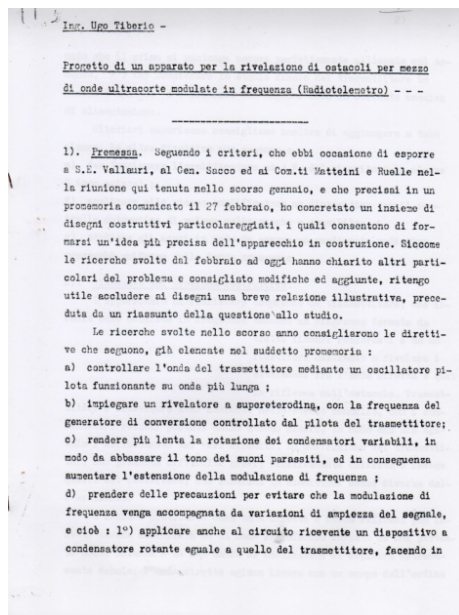 Ing. Ugo Tiberio -
Progetto di un apparato per la rivelazione di ostacoli per mezzo
di onde ultracorte modulate in frequenza (Radiotelemetro) - - -
1). Premessa. Seguendo i criteri, che ebbi occasione di esporre
a S.E. Vallauri, al Gen. Sacco ed ai Com.ti Matteini e Ruelle nel-
la riunione qui tenuta nello scorso gennaio, e che precisai in un
promemoria comunicato il 27 febbraio, ho concretato un insieme di
disegni costruttivi particolareggiati, i quali consentono di for-
marsi un'idea più precisa dell'apparecchio in costruzione. Siccome
le ricerche svolte dal febbraio ad oggi hanno chiarito altri parti-
colari del problema e consigliato modifiche ed aggiunte, ritengo
utile accludere ai disegni una breve relazione illustrativa, prece-
duta da un riassunto della questione allo studio.
Le ricerche svolte nello scorso anno consigliarono le diretti-
ve che seguono, già elencate nel suddetto promemoria :
a) controllare l'onda del trasmettitore mediante un oscillatore pi-
lota funzionante su onda più lunga ;
b) impiegare un rivelatore a supereterodina, con la frequenza del
generatore di conversione controllato dal pilota del trasmettitore;
c) rendere più lenta la rotazione dei condensatori variabili, in
modo da abbassare il tono dei suoni parassiti, ed in conseguenza
aumentare l'estensione della modulazione di frequenza ;
d) prendere delle precauzioni per evitare che la modulazione di
frequenza venga accompagnata da variazioni di ampiezza del segnale,
e cioè : 1°) applicare anche al circuito ricevente un dispositivo a
condensatore rotante eguale a quello del trasmettitore, facendo in